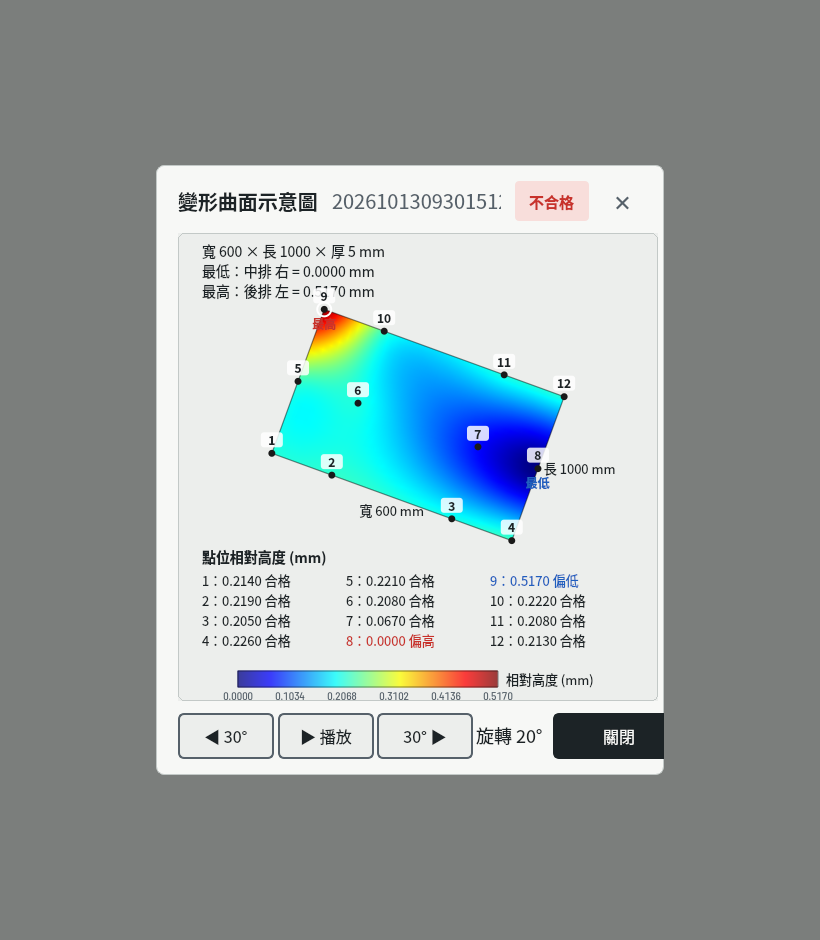 變形曲面示意圖 202610130930151 不合格 ✕
寬 600 × 長 1000 × 厚 5 mm
最低：中排 右 = 0.0000 mm
最高：後排 左 = 0.5170 mm
9
最高
10
11
12
5
6
7
8
長 1000 mm
最低
1
2
3
4
寬 600 mm
點位相對高度 (mm)
1：0.2140 合格 5：0.2210 合格 9：0.5170 偏低
2：0.2190 合格 6：0.2080 合格 10：0.2220 合格
3：0.2050 合格 7：0.0670 合格 11：0.2080 合格
4：0.2260 合格 8：0.0000 偏高 12：0.2130 合格
相對高度 (mm)
0.0000 0.1034 0.2068 0.3102 0.4136 0.5170
◀ 30° ▶ 播放 30° ▶ 旋轉 20° 關閉